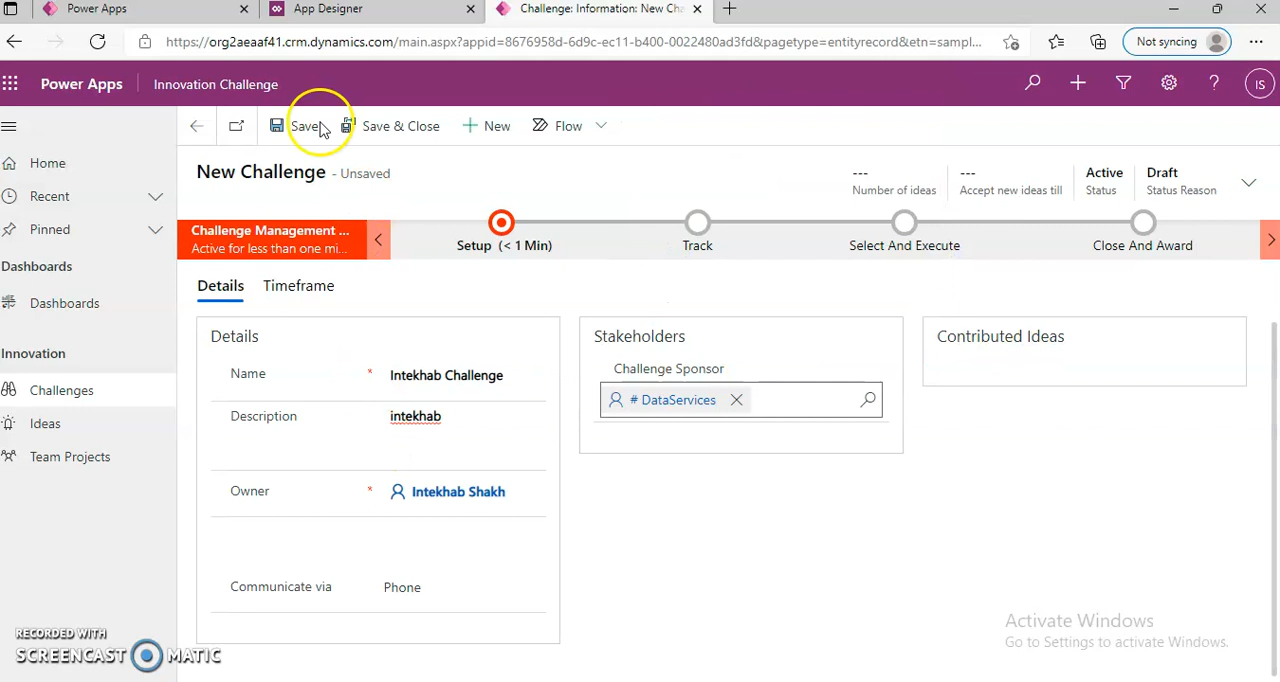 Power Apps
App Designer
Challenge: Information: New Cha
https://org2aeaaf41.crm.dynamics.com/main.aspx?appid=3876958d-6d9c-ec11-b400-0022480ad3fd&pagetype=entityrecord&etn=sampl...
Not syncing
Power Apps
Innovation Challenge
IS
Save
Save & Close
New
Flow
Home
Recent
Pinned
Dashboards
Dashboards
Innovation
Challenges
Ideas
Team Projects
New Challenge - Unsaved
---
Number of ideas
---
Accept new ideas till
Active
Status
Draft
Status Reason
Challenge Management ...
Active for less than one mi...
Setup (< 1 Min)
Track
Select And Execute
Close And Award
Details
Timeframe
Details
Name * Intekhab Challenge
Description intekhab
Owner * Intekhab Shakh
Communicate via Phone
Stakeholders
Challenge Sponsor
# DataServices
Contributed Ideas
Activate Windows
Go to Settings to activate Windows.
RECORDED WITH
SCREENCAST MATIC